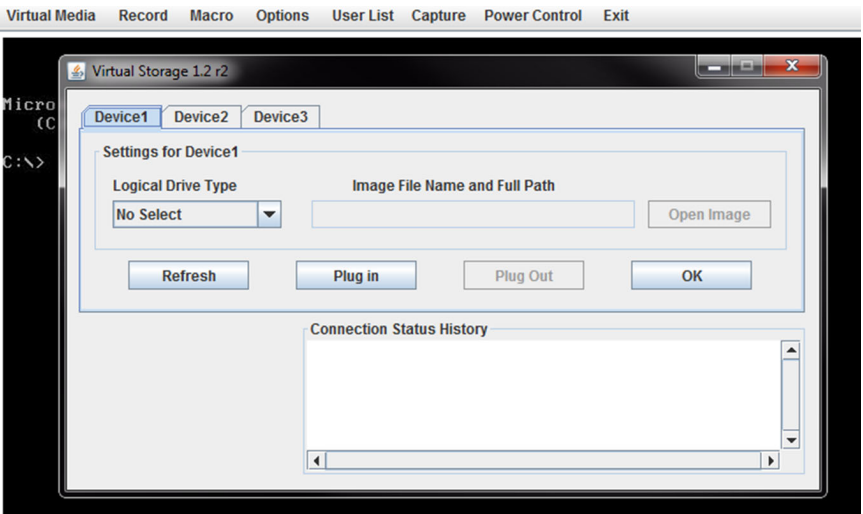 Virtual Media Record Macro Options User List Capture Power Control Exit
Virtual Storage 1.2 r2
Micro
(C
C:\>
Device1 Device2 Device3
Settings for Device1
Logical Drive Type Image File Name and Full Path
No Select Open Image
Refresh Plug in Plug Out OK
Connection Status History